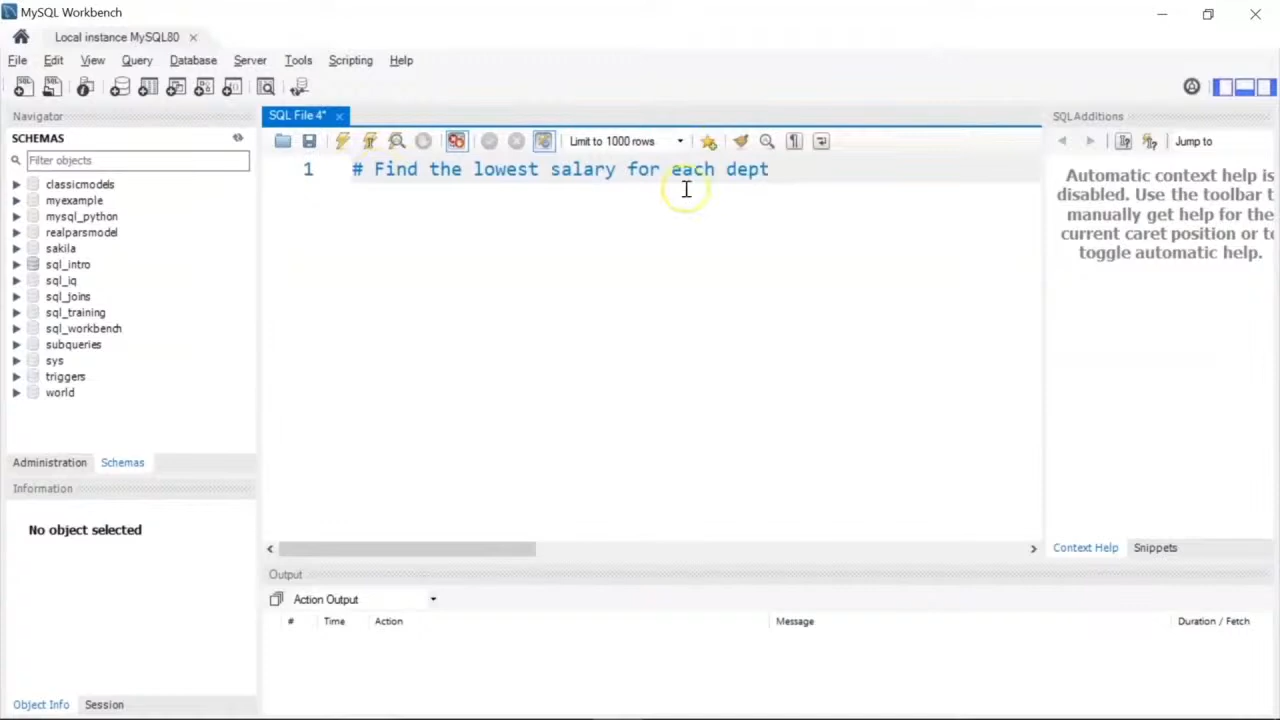 MySQL Workbench
Local instance MySQL80
File Edit View Query Database Server Tools Scripting Help
Navigator
SCHEMAS
Filter objects
classicmodels
myexample
mysql_python
realparsmodel
sakila
sql_intro
sql_iq
sql_joins
sql_training
sql_workbench
subqueries
sys
triggers
world
Administration Schemas
Information
No object selected
Object Info Session
SQL File 4*
Limit to 1000 rows
1 # Find the lowest salary for each dept
Output
Action Output
# Time Action Message Duration / Fetch
SQLAdditions
Jump to
Automatic context help is
disabled. Use the toolbar t
manually get help for the
current caret position or to
toggle automatic help.
Context Help Snippets